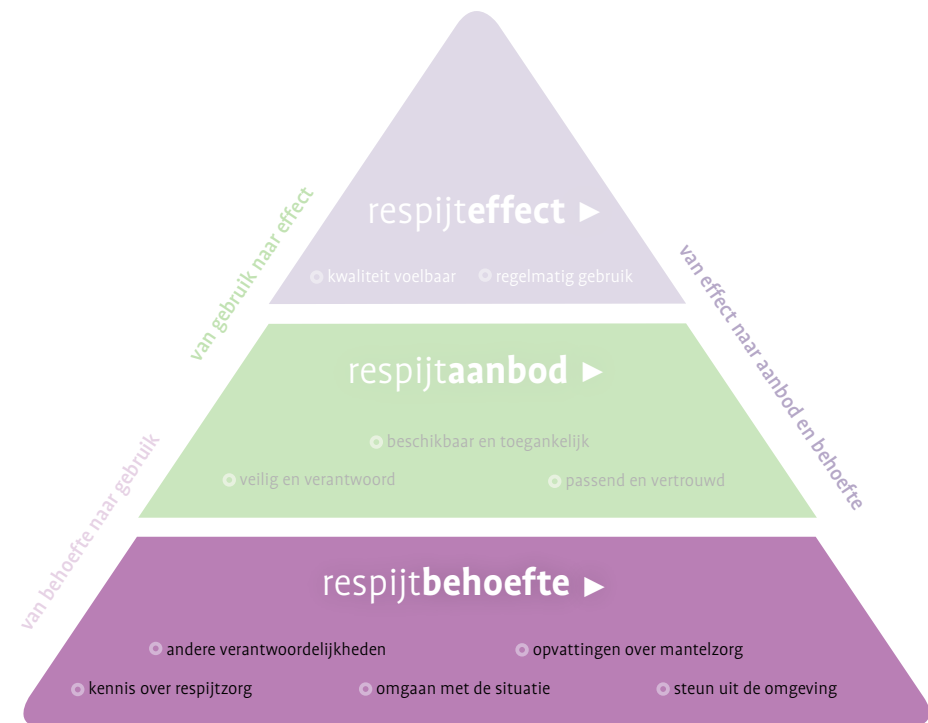 respijteffect ▶
kwaliteit voelbaar
regelmatig gebruik
van gebruik naar effect
van effect naar aanbod en behoefte
respijtaanbod ▶
beschikbaar en toegankelijk
veilig en verantwoord
passend en vertrouwd
van behoefte naar gebruik
respijtbehoefte ▶
andere verantwoordelijkheden
opvattingen over mantelzorg
kennis over respijtzorg
omgaan met de situatie
steun uit de omgeving